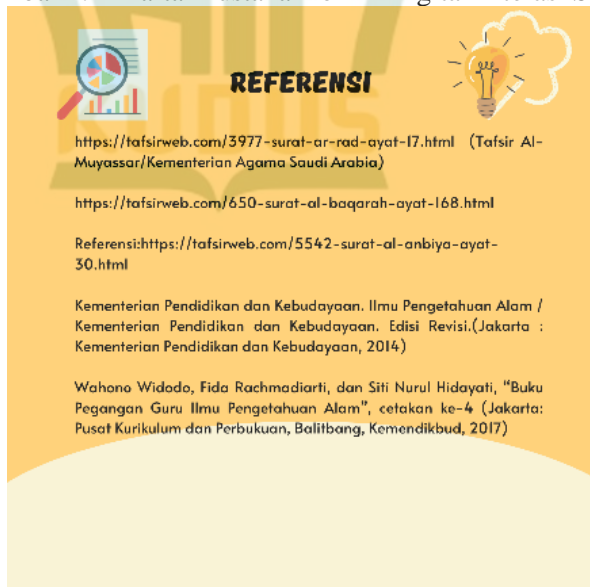 REFERENSI
https://tafsirweb.com/3977-surat-ar-rad-ayat-17.html (Tafsir Al-
Muyassar/Kementerian Agama Saudi Arabia)
https://tafsirweb.com/650-surat-al-baqarah-ayat-168.html
Referensi:https://tafsirweb.com/5542-surat-al-anbiya-ayat-
30.html
Kementerian Pendidikan dan Kebudayaan. Ilmu Pengetahuan Alam /
Kementerian Pendidikan dan Kebudayaan. Edisi Revisi.(Jakarta :
Kementerian Pendidikan dan Kebudayaan, 2014)
Wahono Widodo, Fida Rachmadiarti, dan Siti Nurul Hidayati, “Buku
Pegangan Guru Ilmu Pengetahuan Alam”, cetakan ke-4 (Jakarta:
Pusat Kurikulum dan Perbukuan, Balitbang, Kemendikbud, 2017)